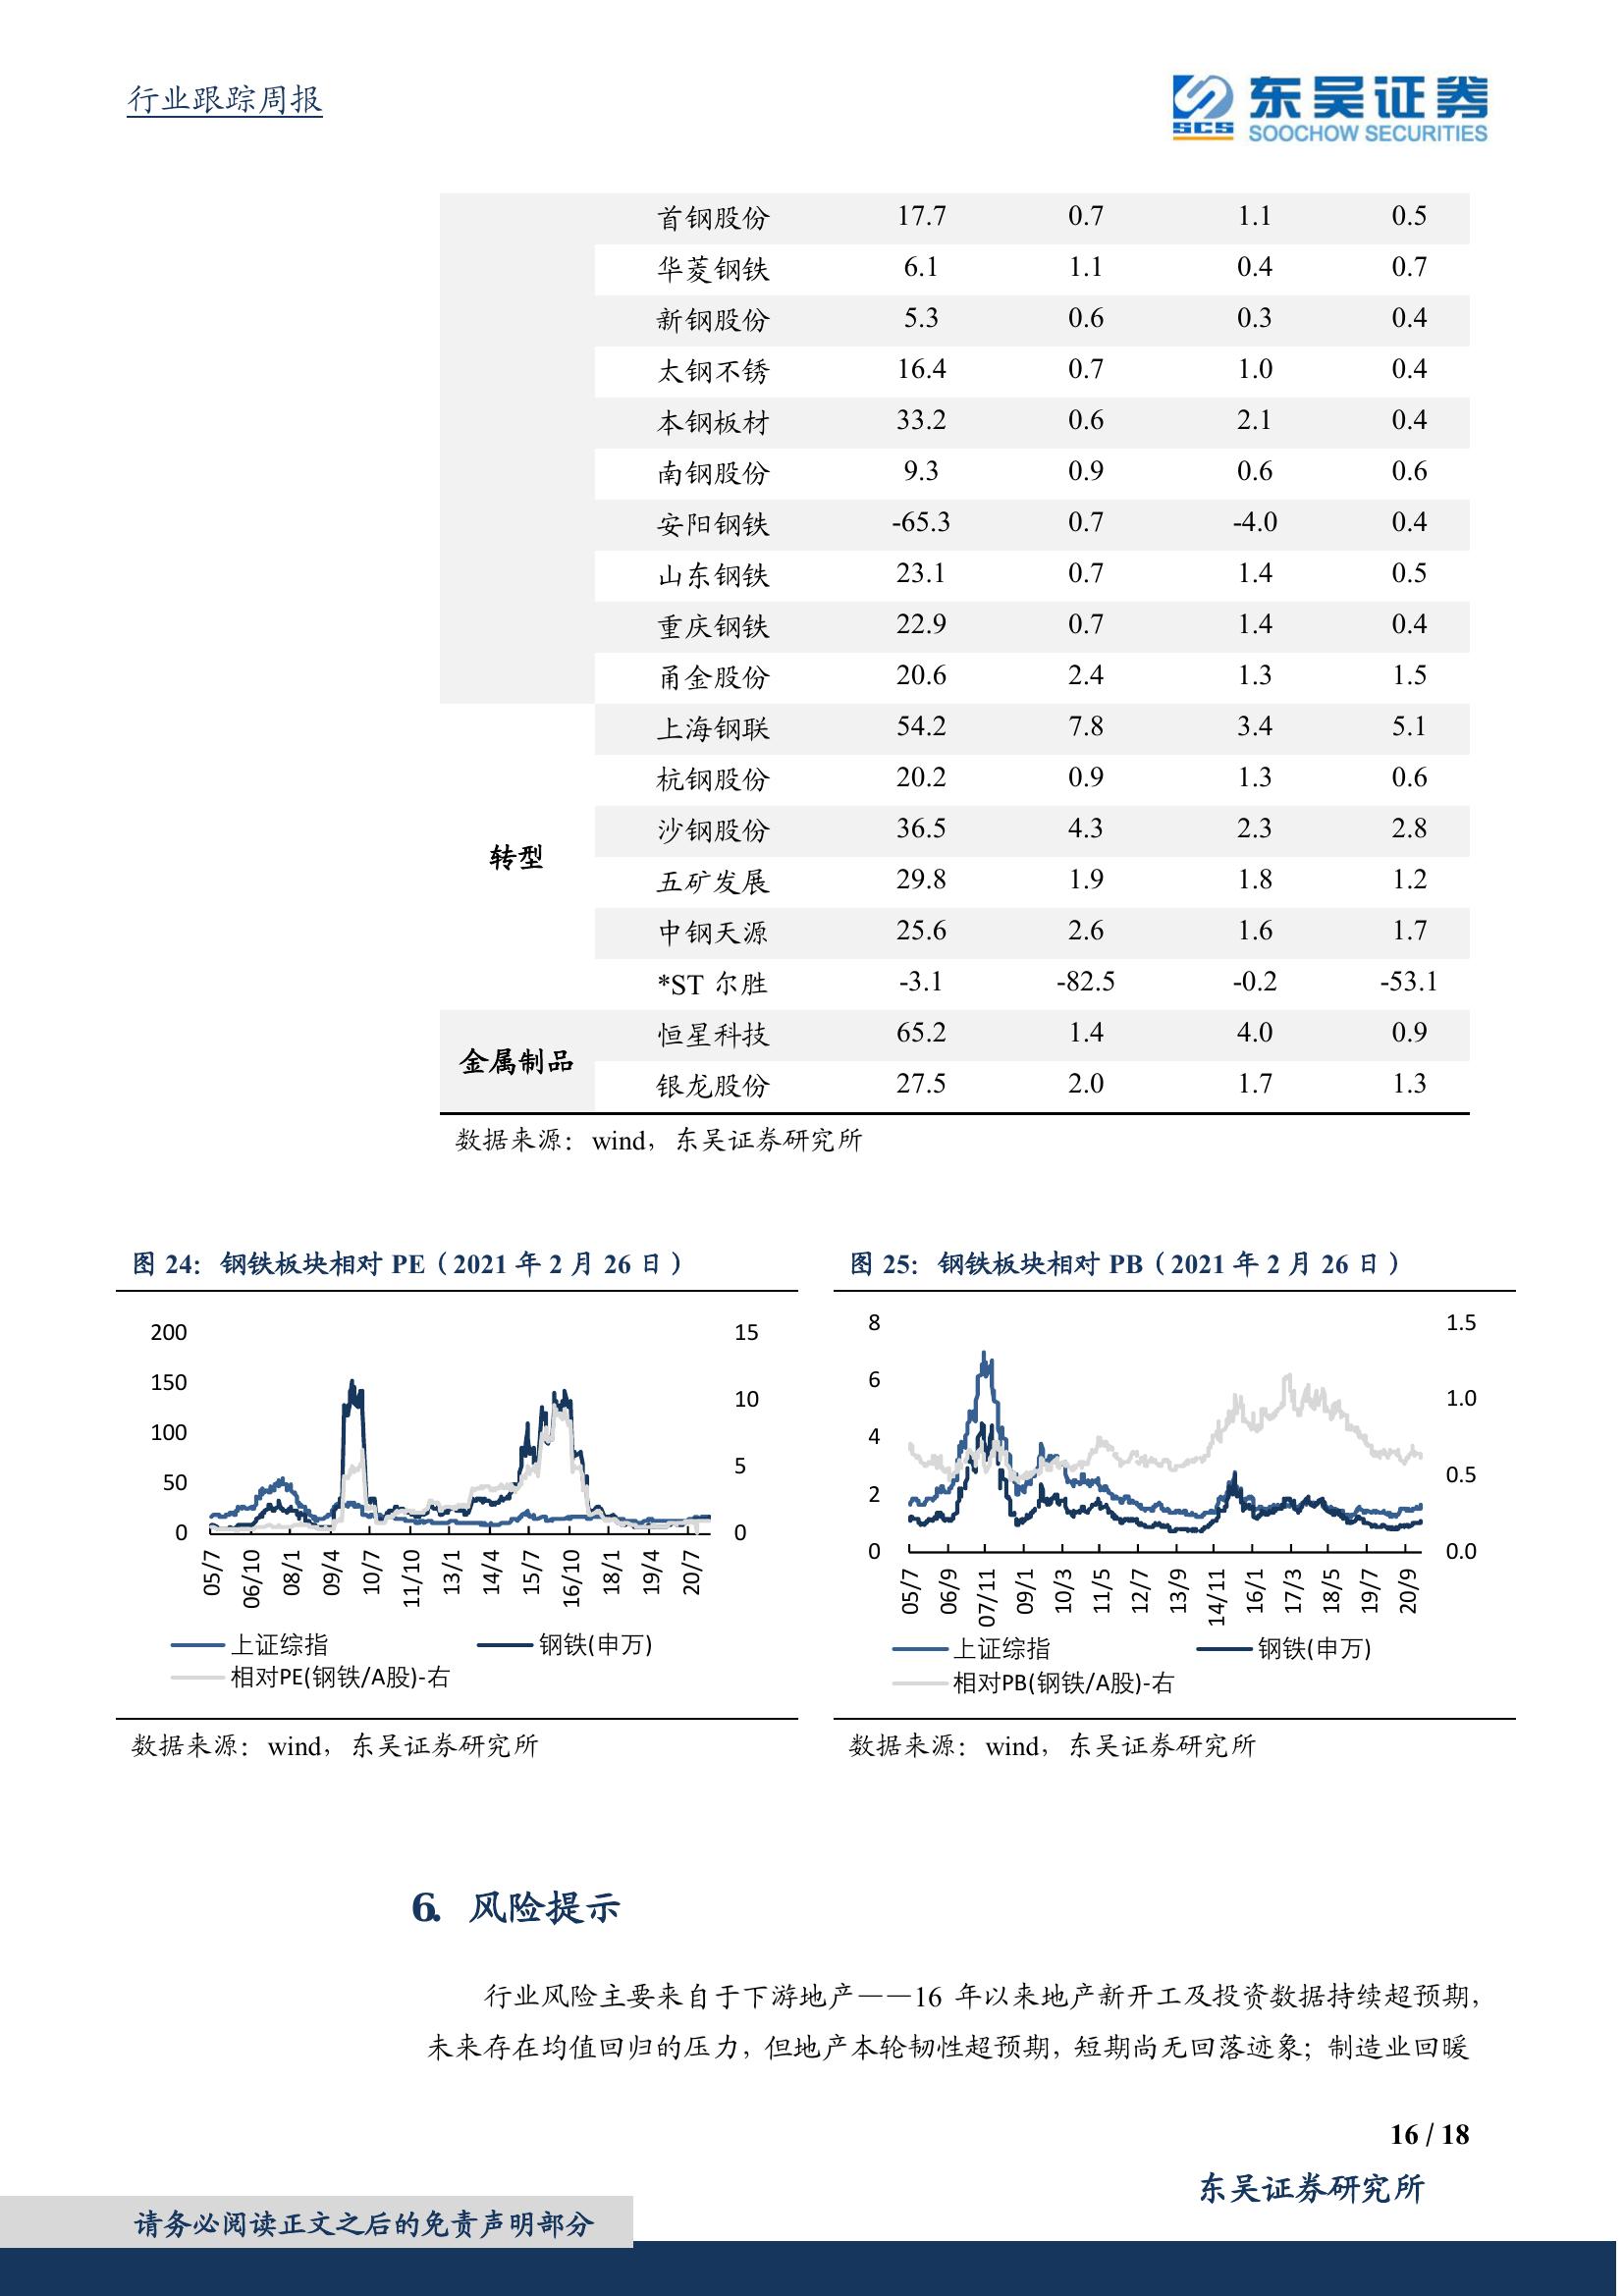 行业跟踪周报
SCS 东吴证券
SOOCHOW SECURITIES
首钢股份 17.7 0.7 1.1 0.5
华菱钢铁 6.1 1.1 0.4 0.7
新钢股份 5.3 0.6 0.3 0.4
太钢不锈 16.4 0.7 1.0 0.4
本钢板材 33.2 0.6 2.1 0.4
南钢股份 9.3 0.9 0.6 0.6
安阳钢铁 -65.3 0.7 -4.0 0.4
山东钢铁 23.1 0.7 1.4 0.5
重庆钢铁 22.9 0.7 1.4 0.4
甬金股份 20.6 2.4 1.3 1.5
上海钢联 54.2 7.8 3.4 5.1
杭钢股份 20.2 0.9 1.3 0.6
沙钢股份 36.5 4.3 2.3 2.8
转型
五矿发展 29.8 1.9 1.8 1.2
中钢天源 25.6 2.6 1.6 1.7
*ST 尔胜 -3.1 -82.5 -0.2 -53.1
恒星科技 65.2 1.4 4.0 0.9
金属制品
银龙股份 27.5 2.0 1.7 1.3
数据来源：wind，东吴证券研究所
图 24：钢铁板块相对 PE（2021 年 2 月 26 日）
200 15
150 10
100
50 5
0 0
05/7 06/10 08/1 09/4 10/7 11/10 13/1 14/4 15/7 16/10 18/1 19/4 20/7
上证综指 钢铁(申万)
相对PE(钢铁/A股)-右
数据来源：wind，东吴证券研究所
图 25：钢铁板块相对 PB（2021 年 2 月 26 日）
8 1.5
6 1.0
4
2 0.5
0 0.0
05/7 06/9 07/11 09/1 10/3 11/5 12/7 13/9 14/11 16/1 17/3 18/5 19/7 20/9
上证综指 钢铁(申万)
相对PB(钢铁/A股)-右
数据来源：wind，东吴证券研究所
6. 风险提示
行业风险主要来自于下游地产——16 年以来地产新开工及投资数据持续超预期，
未来存在均值回归的压力，但地产本轮韧性超预期，短期尚无回落迹象；制造业回暖
16 / 18
东吴证券研究所
请务必阅读正文之后的免责声明部分